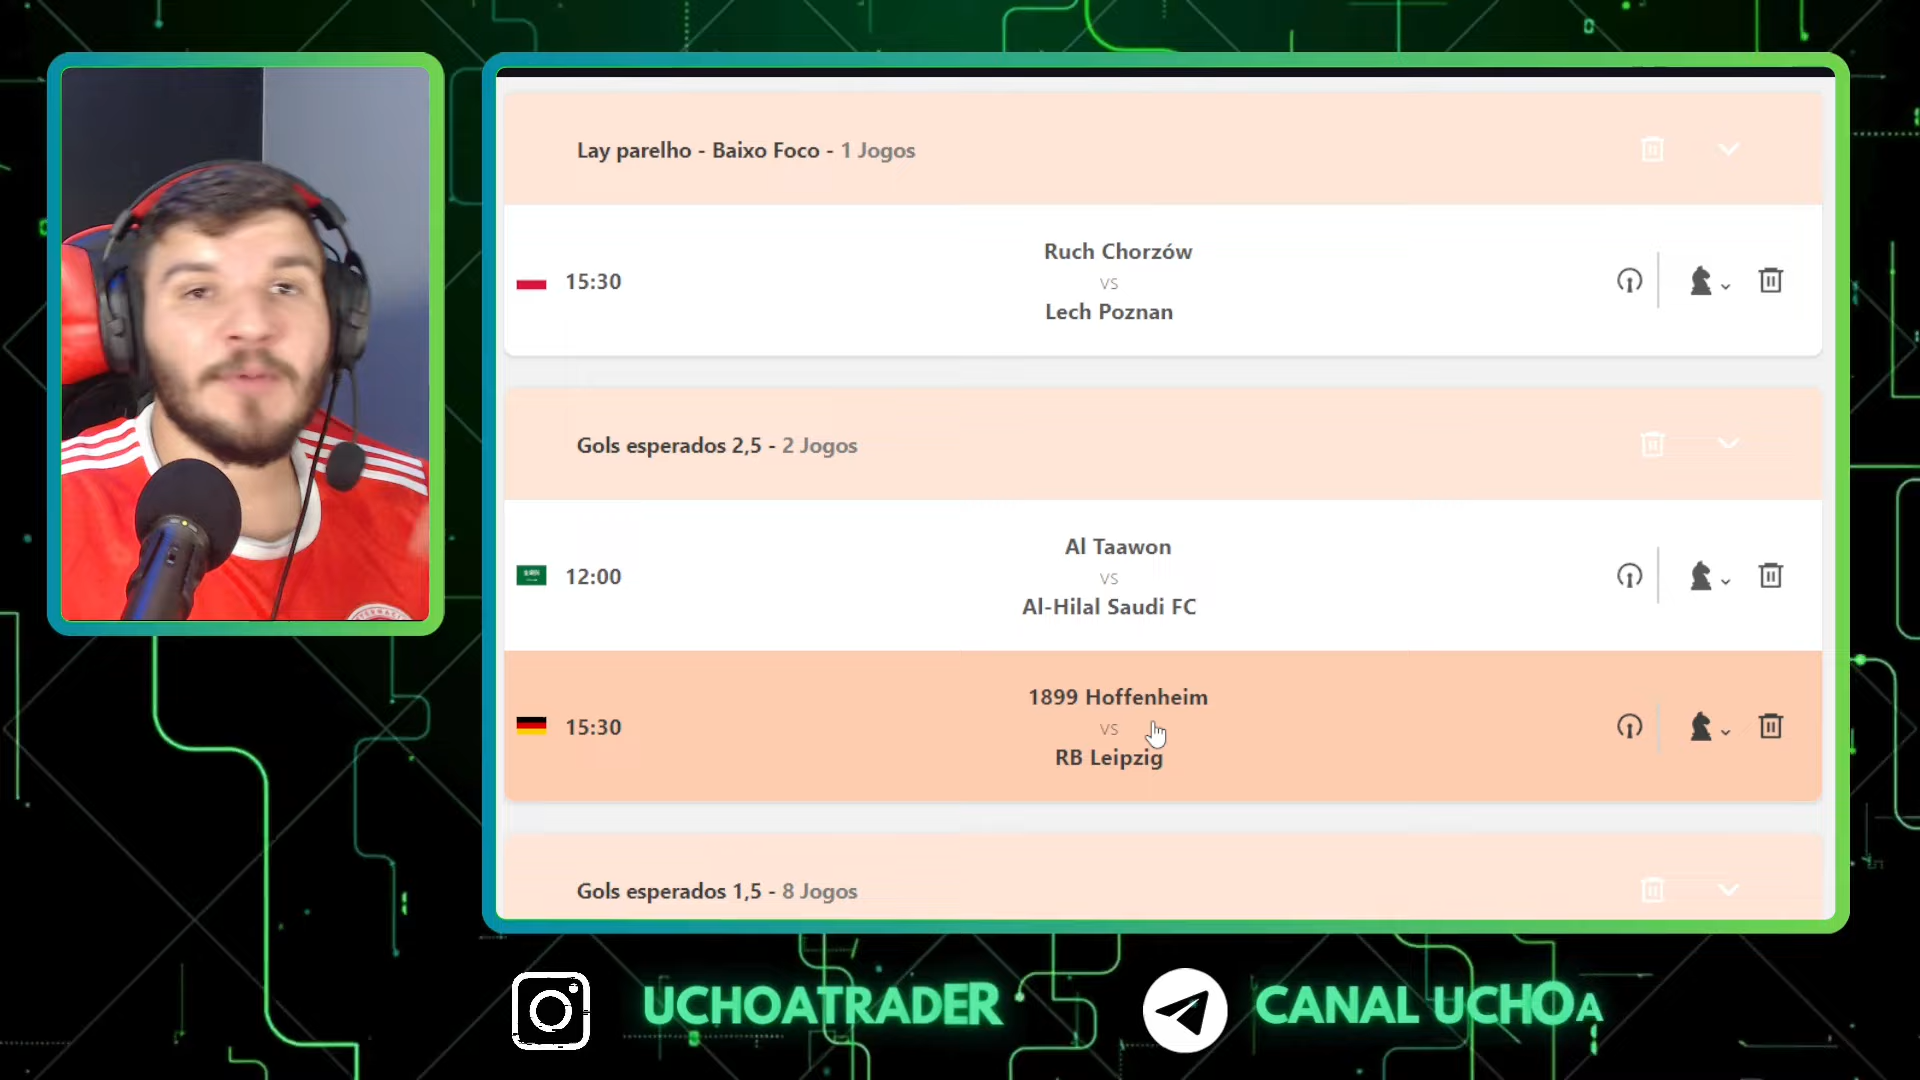 Lay parelho - Baixo Foco - 1 Jogos
15:30
Ruch Chorzów
vs
Lech Poznan
Gols esperados 2,5 - 2 Jogos
12:00
Al Taawon
vs
Al-Hilal Saudi FC
15:30
1899 Hoffenheim
vs
RB Leipzig
Gols esperados 1,5 - 8 Jogos
UCHOATRADER
CANAL UCHOA